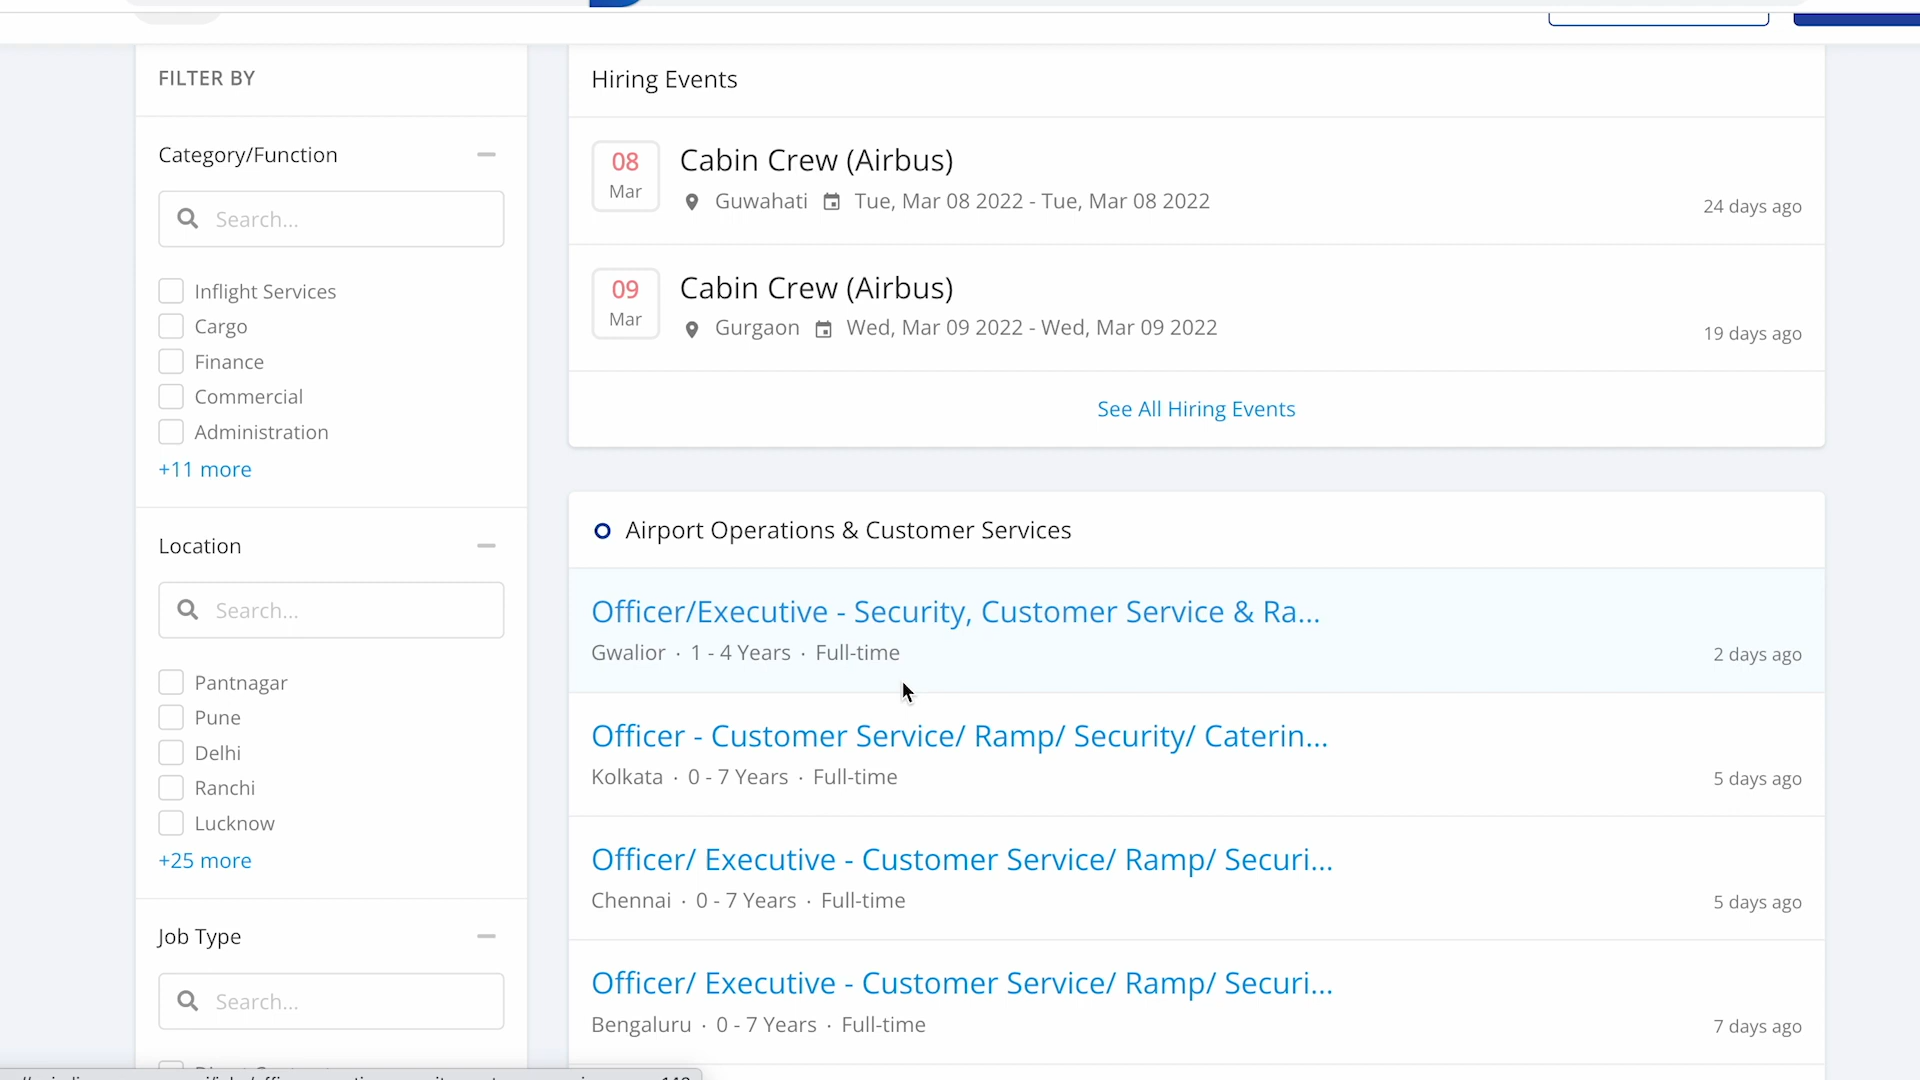 FILTER BY
Category/Function
Search...
Inflight Services
Cargo
Finance
Commercial
Administration
+11 more
Location
Search...
Pantnagar
Pune
Delhi
Ranchi
Lucknow
+25 more
Job Type
Search...
Hiring Events
08
Mar
Cabin Crew (Airbus)
Guwahati Tue, Mar 08 2022 - Tue, Mar 08 2022
24 days ago
09
Mar
Cabin Crew (Airbus)
Gurgaon Wed, Mar 09 2022 - Wed, Mar 09 2022
19 days ago
See All Hiring Events
Airport Operations & Customer Services
Officer/Executive - Security, Customer Service & Ra...
Gwalior · 1 - 4 Years · Full-time
2 days ago
Officer - Customer Service/ Ramp/ Security/ Caterin...
Kolkata · 0 - 7 Years · Full-time
5 days ago
Officer/ Executive - Customer Service/ Ramp/ Securi...
Chennai · 0 - 7 Years · Full-time
5 days ago
Officer/ Executive - Customer Service/ Ramp/ Securi...
Bengaluru · 0 - 7 Years · Full-time
7 days ago